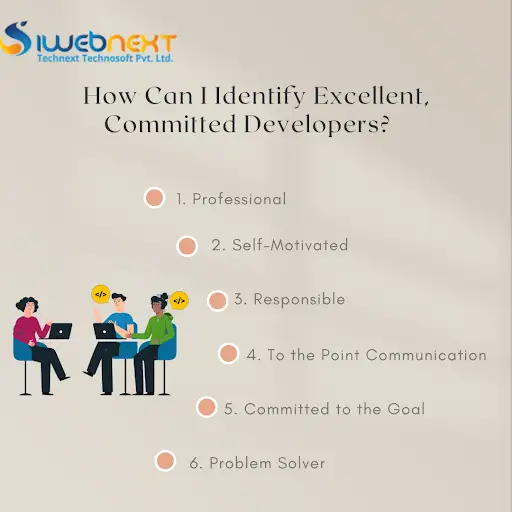 iWEBNEXT
Technext Technosoft Pvt. Ltd.
How Can I Identify Excellent,
Committed Developers?
1. Professional
2. Self-Motivated
3. Responsible
4. To the Point Communication
5. Committed to the Goal
6. Problem Solver
</>
</>